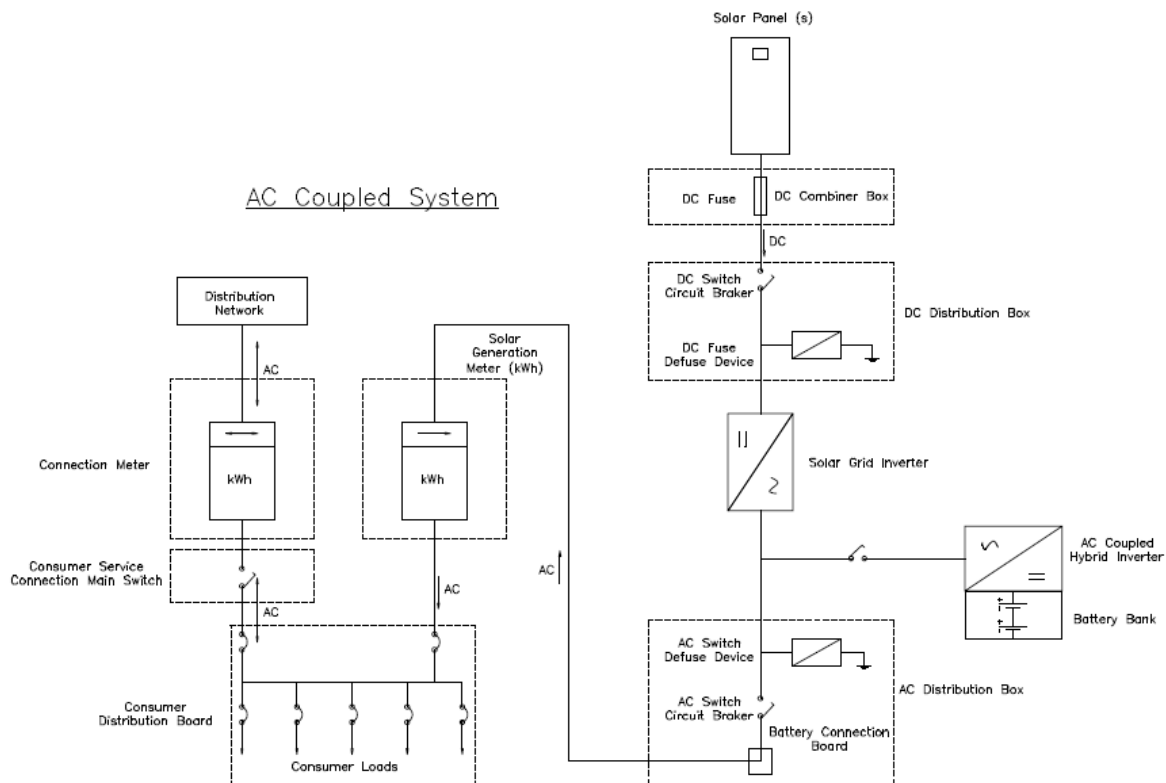 Solar Panel (s)
DC Fuse
DC Combiner Box
AC Coupled System
DC
DC Switch
Circuit Braker
DC Distribution Box
DC Fuse
Defuse Device
Distribution
Network
AC
Solar
Generation
Meter (kWh)
Connection Meter
kWh
kWh
Solar Grid Inverter
Consumer Service
Connection Main Switch
AC
AC
AC
AC Coupled
Hybrid Inverter
Battery Bank
AC Switch
Defuse Device
AC Distribution Box
AC Switch
Circuit Braker
Battery Connection
Board
Consumer
Distribution Board
Consumer Loads